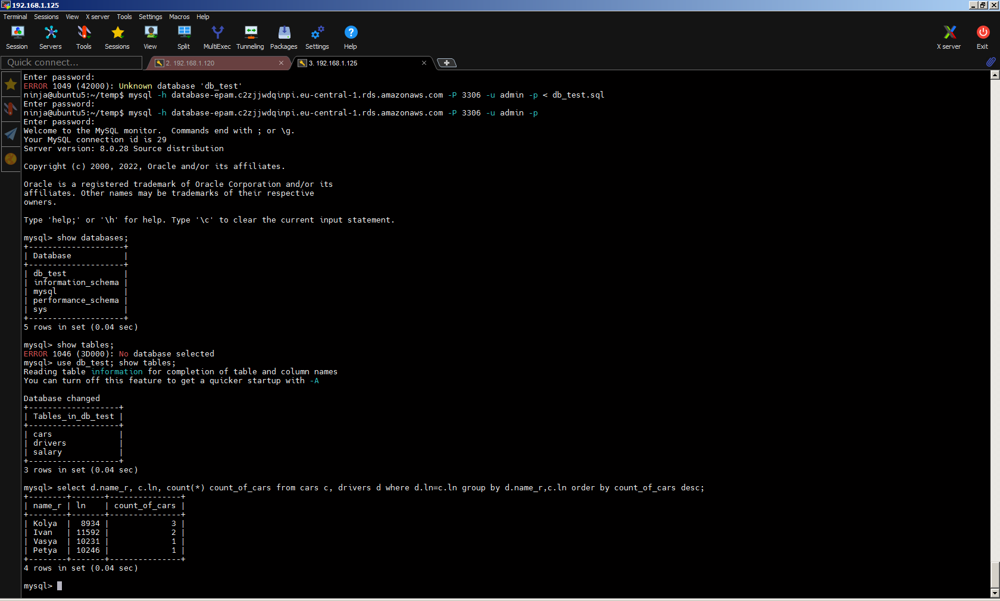 192.168.1.125
Terminal Sessions View X server Tools Settings Macros Help
Session Servers Tools Sessions View Split MultiExec Tunneling Packages Settings Help X server Exit
Quick connect... 2. 192.168.1.120 3. 192.168.1.125
Enter password:
ERROR 1049 (42000): Unknown database 'db_test'
ninja@ubuntu5:~/temp$ mysql -h database-epam.c2zjjwdqinpi.eu-central-1.rds.amazonaws.com -P 3306 -u admin -p < db_test.sql
Enter password:
ninja@ubuntu5:~/temp$ mysql -h database-epam.c2zjjwdqinpi.eu-central-1.rds.amazonaws.com -P 3306 -u admin -p
Enter password:
Welcome to the MySQL monitor.  Commands end with ; or \g.
Your MySQL connection id is 29
Server version: 8.0.28 Source distribution
Copyright (c) 2000, 2022, Oracle and/or its affiliates.
Oracle is a registered trademark of Oracle Corporation and/or its
affiliates. Other names may be trademarks of their respective
owners.
Type 'help;' or '\h' for help. Type '\c' to clear the current input statement.
mysql> show databases;
+--------------------+
| Database           |
+--------------------+
| db_test            |
| information_schema |
| mysql              |
| performance_schema |
| sys                |
+--------------------+
5 rows in set (0.04 sec)
mysql> show tables;
ERROR 1046 (3D000): No database selected
mysql> use db_test; show tables;
Reading table information for completion of table and column names
You can turn off this feature to get a quicker startup with -A
Database changed
+-------------------+
| Tables_in_db_test |
+-------------------+
| cars              |
| drivers           |
| salary            |
+-------------------+
3 rows in set (0.04 sec)
mysql> select d.name_r, c.ln, count(*) count_of_cars from cars c, drivers d where d.ln=c.ln group by d.name_r,c.ln order by count_of_cars desc;
+--------+-------+---------------+
| name_r | ln    | count_of_cars |
+--------+-------+---------------+
| Kolya  |  8934 |             3 |
| Ivan   | 11592 |             2 |
| Vasya  | 10231 |             1 |
| Petya  | 10246 |             1 |
+--------+-------+---------------+
4 rows in set (0.04 sec)
mysql>